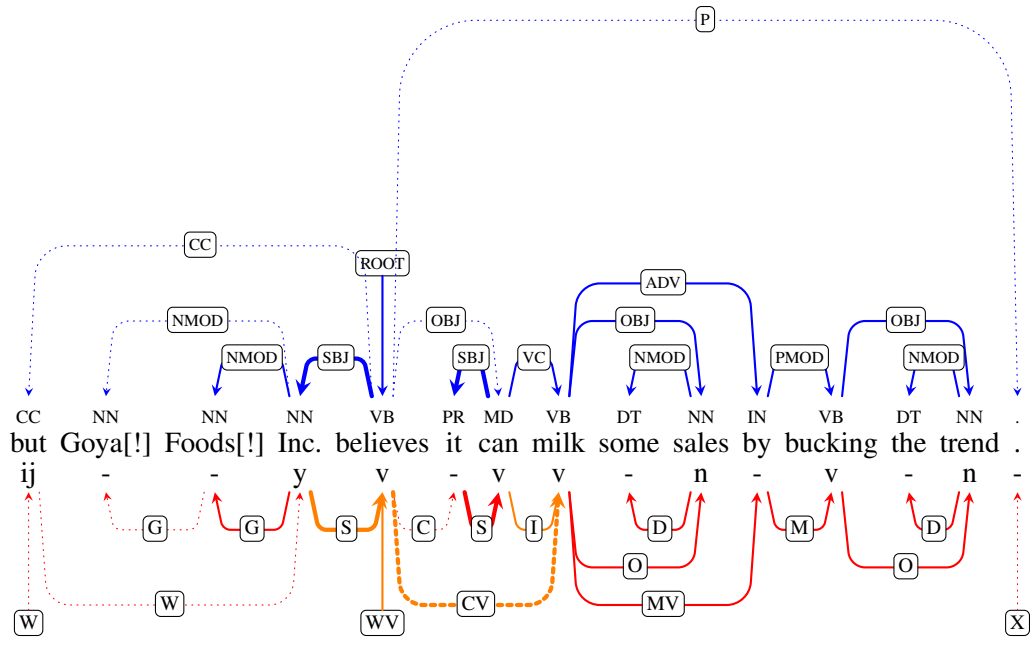 P
CC
ROOT
ADV
NMOD
OBJ
OBJ
OBJ
NMOD
SBJ
SBJ
VC
NMOD
PMOD
NMOD
CC NN NN NN VB PR MD VB DT NN IN VB DT NN .
but Goya[!] Foods[!] Inc. believes it can milk some sales by bucking the trend .
ij - - y v - v v - n - v - n -
G G S C S I D M D
O O
W CV MV
W WV X